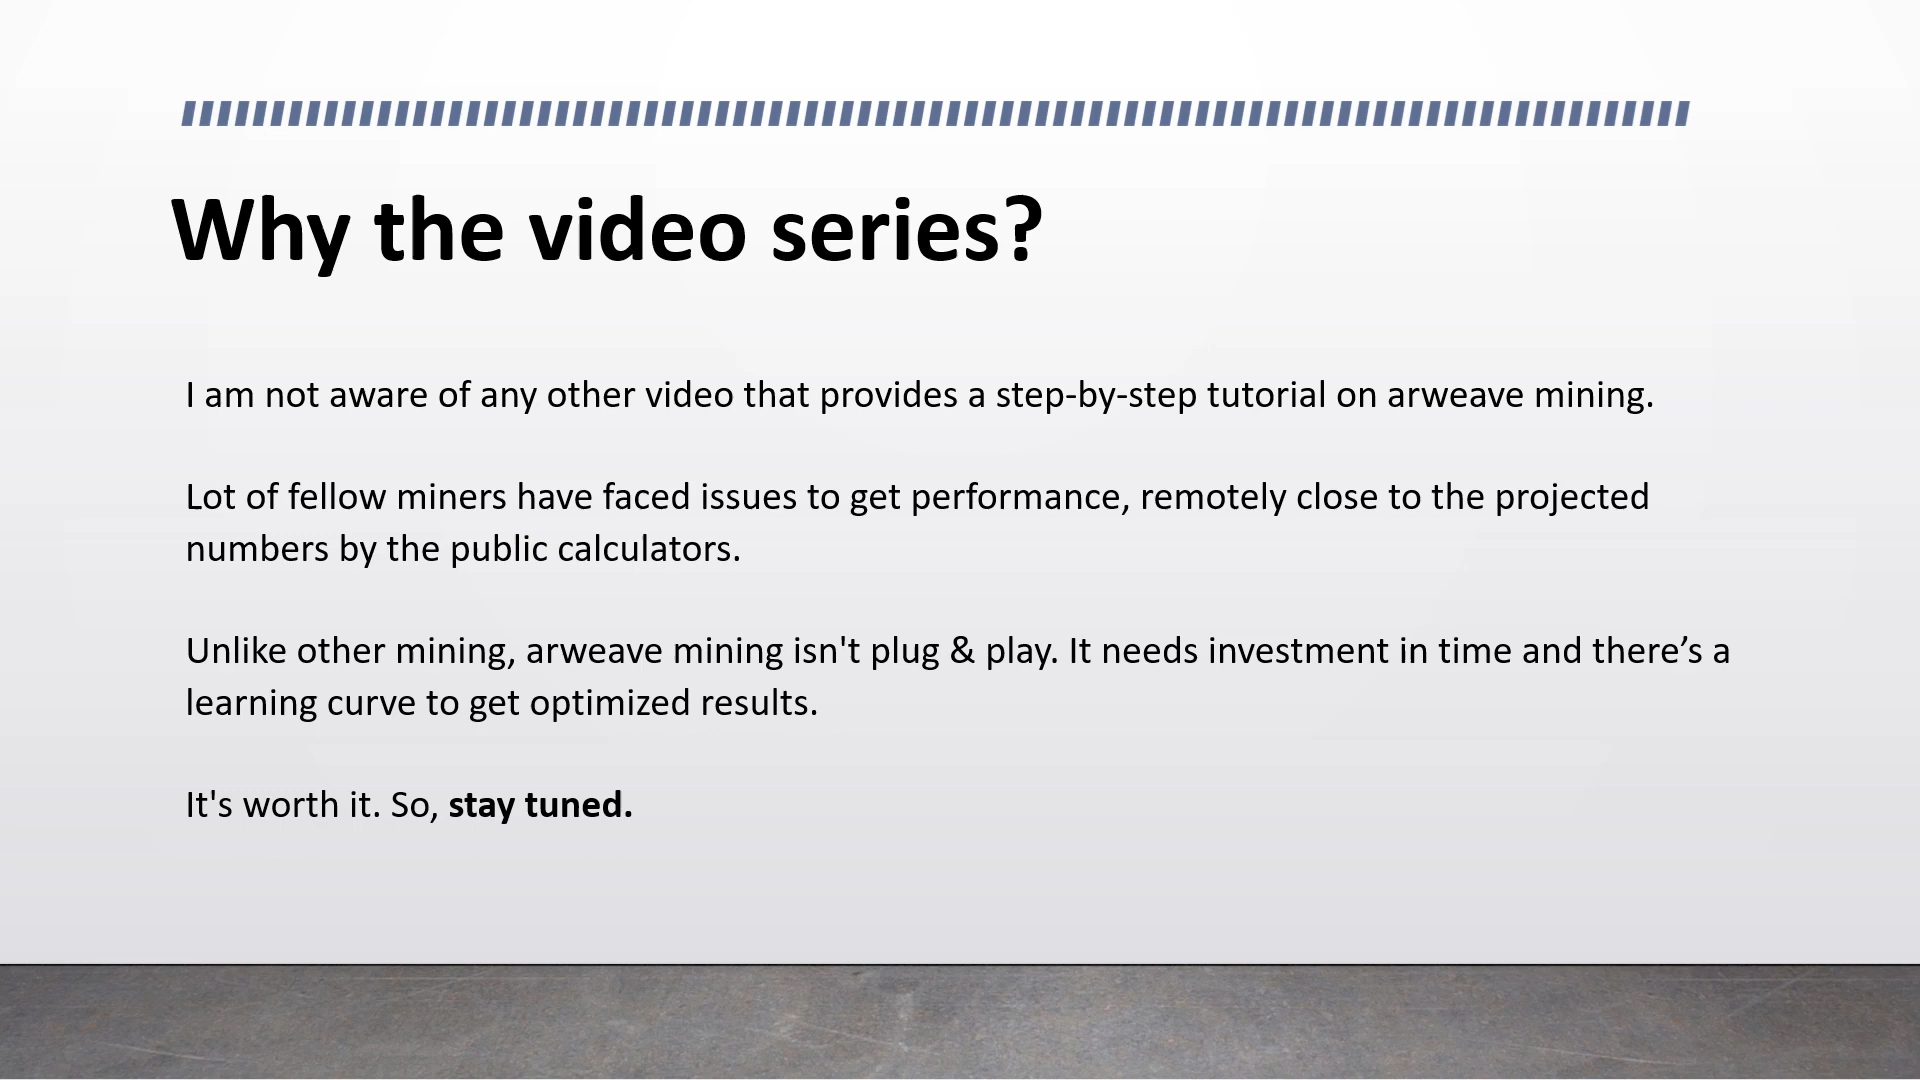 Why the video series?
I am not aware of any other video that provides a step-by-step tutorial on arweave mining.
Lot of fellow miners have faced issues to get performance, remotely close to the projected
numbers by the public calculators.
Unlike other mining, arweave mining isn't plug & play. It needs investment in time and there’s a
learning curve to get optimized results.
It's worth it. So, stay tuned.